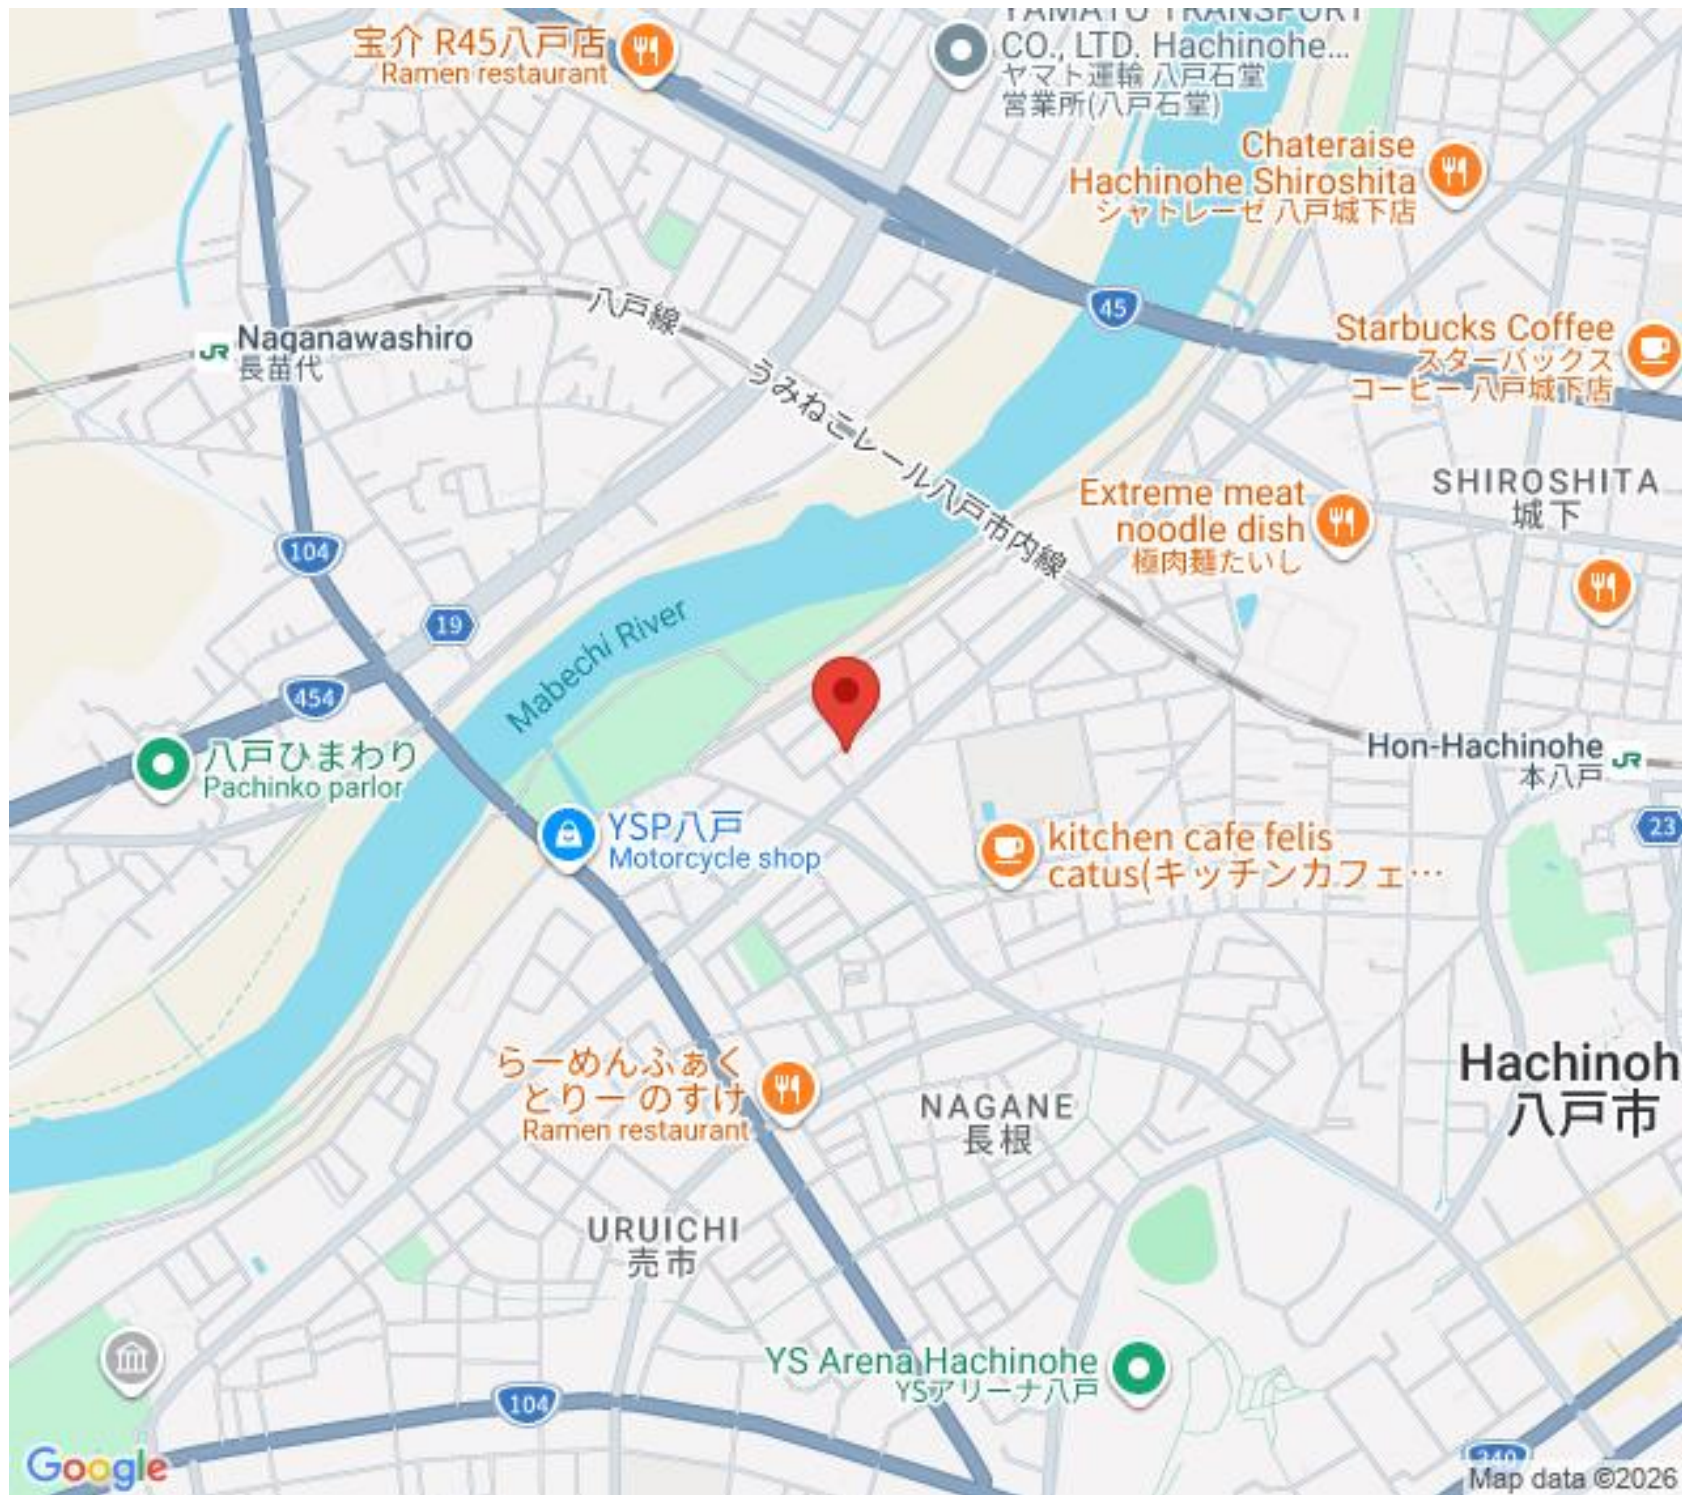 宝介 R45八戸店
Ramen restaurant
YAMATO TRANSPORT
CO., LTD. Hachinohe...
ヤマト運輸 八戸石堂
営業所(八戸石堂)
Chateraise
Hachinohe Shiroshita
シャトレーゼ 八戸城下店
八戸線
45
Naganawashiro
長苗代
Starbucks Coffee
スターバックス
コーヒー 八戸城下店
うみねこレール八戸市内線
SHIROSHITA
城下
Extreme meat
noodle dish
極肉麺たいし
104
19
Mabechi River
454
八戸ひまわり
Pachinko parlor
Hon-Hachinohe
本八戸
23
YSP八戸
Motorcycle shop
kitchen cafe felis
catus(キッチンカフェ…
Hachinoh
八戸市
らーめんふぁく
とりー のすけ
Ramen restaurant
NAGANE
長根
URUICHI
売市
YS Arena Hachinohe
YSアリーナ八戸
104
340
Google
Map data ©2026